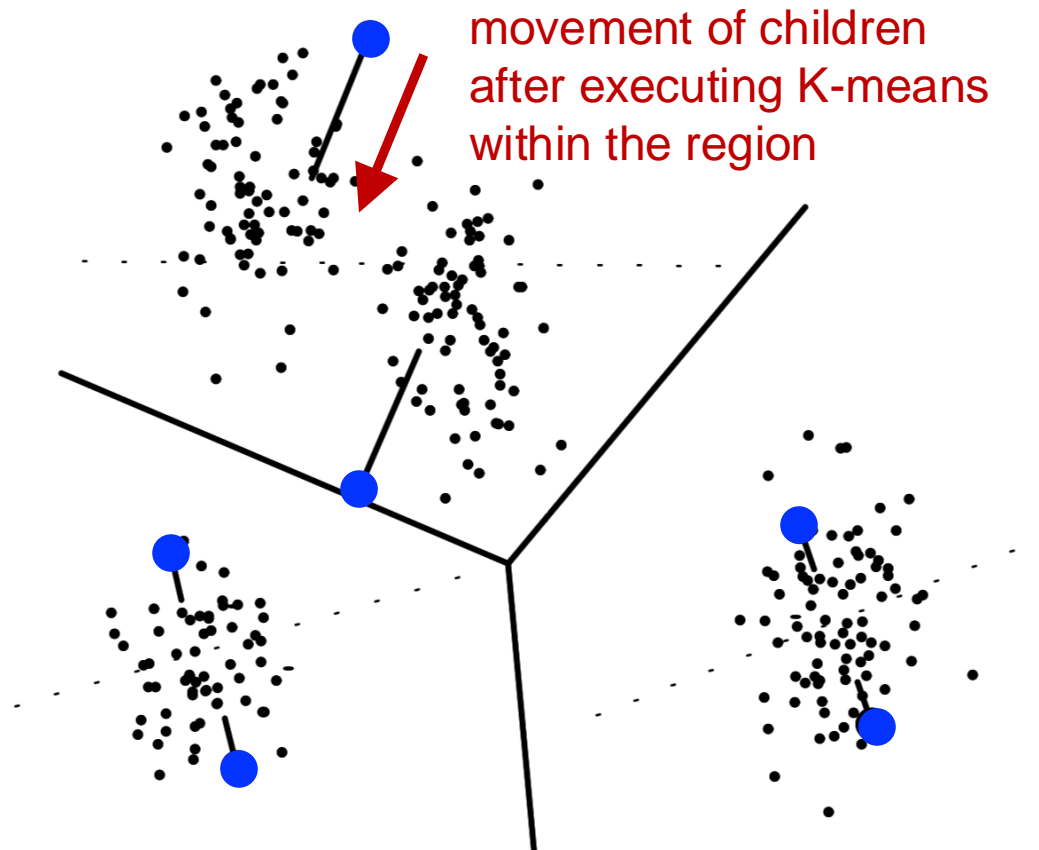 movement of children
after executing K-means
within the region